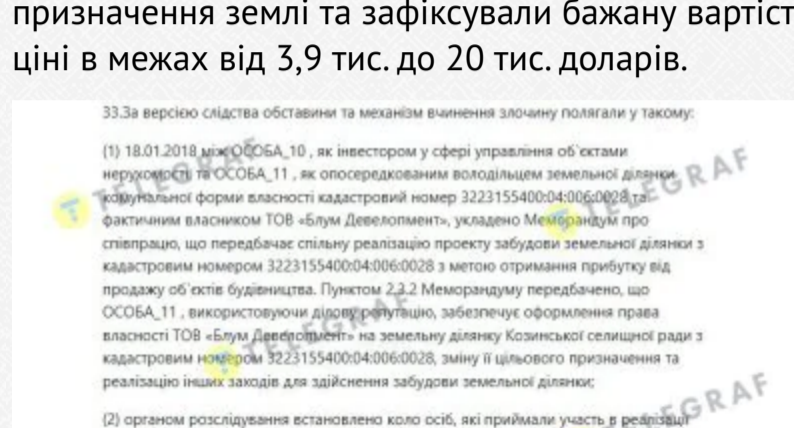 призначення землі та зафіксували бажану вартіст
ціні в межах від 3,9 тис. до 20 тис. доларів.
33.За версією слідства обставини та механізм вчинення злочину полягали у такому:
(1) 18.01.2018 між ОСОБА_10 , як інвестором у сфері управління об'єктами
нерухомості та ОСОБА_11 , як опосередкованим володільцем земельної ділянки
комунальної форми власності кадастровий номер 3223155400:04:006:0028 та
фактичним власником ТОВ «Блум Девелопмент», укладено Меморандум про
співпрацю, що передбачає спільну реалізацію проекту забудови земельної ділянки з
кадастровим номером 3223155400:04:006:0028 з метою отримання прибутку від
продажу об'єктів будівництва. Пунктом 2.3.2 Меморандуму передбачено, що
ОСОБА_11 , використовуючи ділову репутацію, забезпечує оформлення права
власності ТОВ «Блум Девелопмент» на земельну ділянку Козинської селищної ради з
кадастровим номером 3223155400:04:006:0028, зміну її цільового призначення та
реалізацію інших заходів для здійснення забудови земельної ділянки;
(2) органом розслідування встановлено коло осіб, які приймали участь в реалізації
TELEGRAF
TELEGRAF
TELEGRAF
TELEGRAF